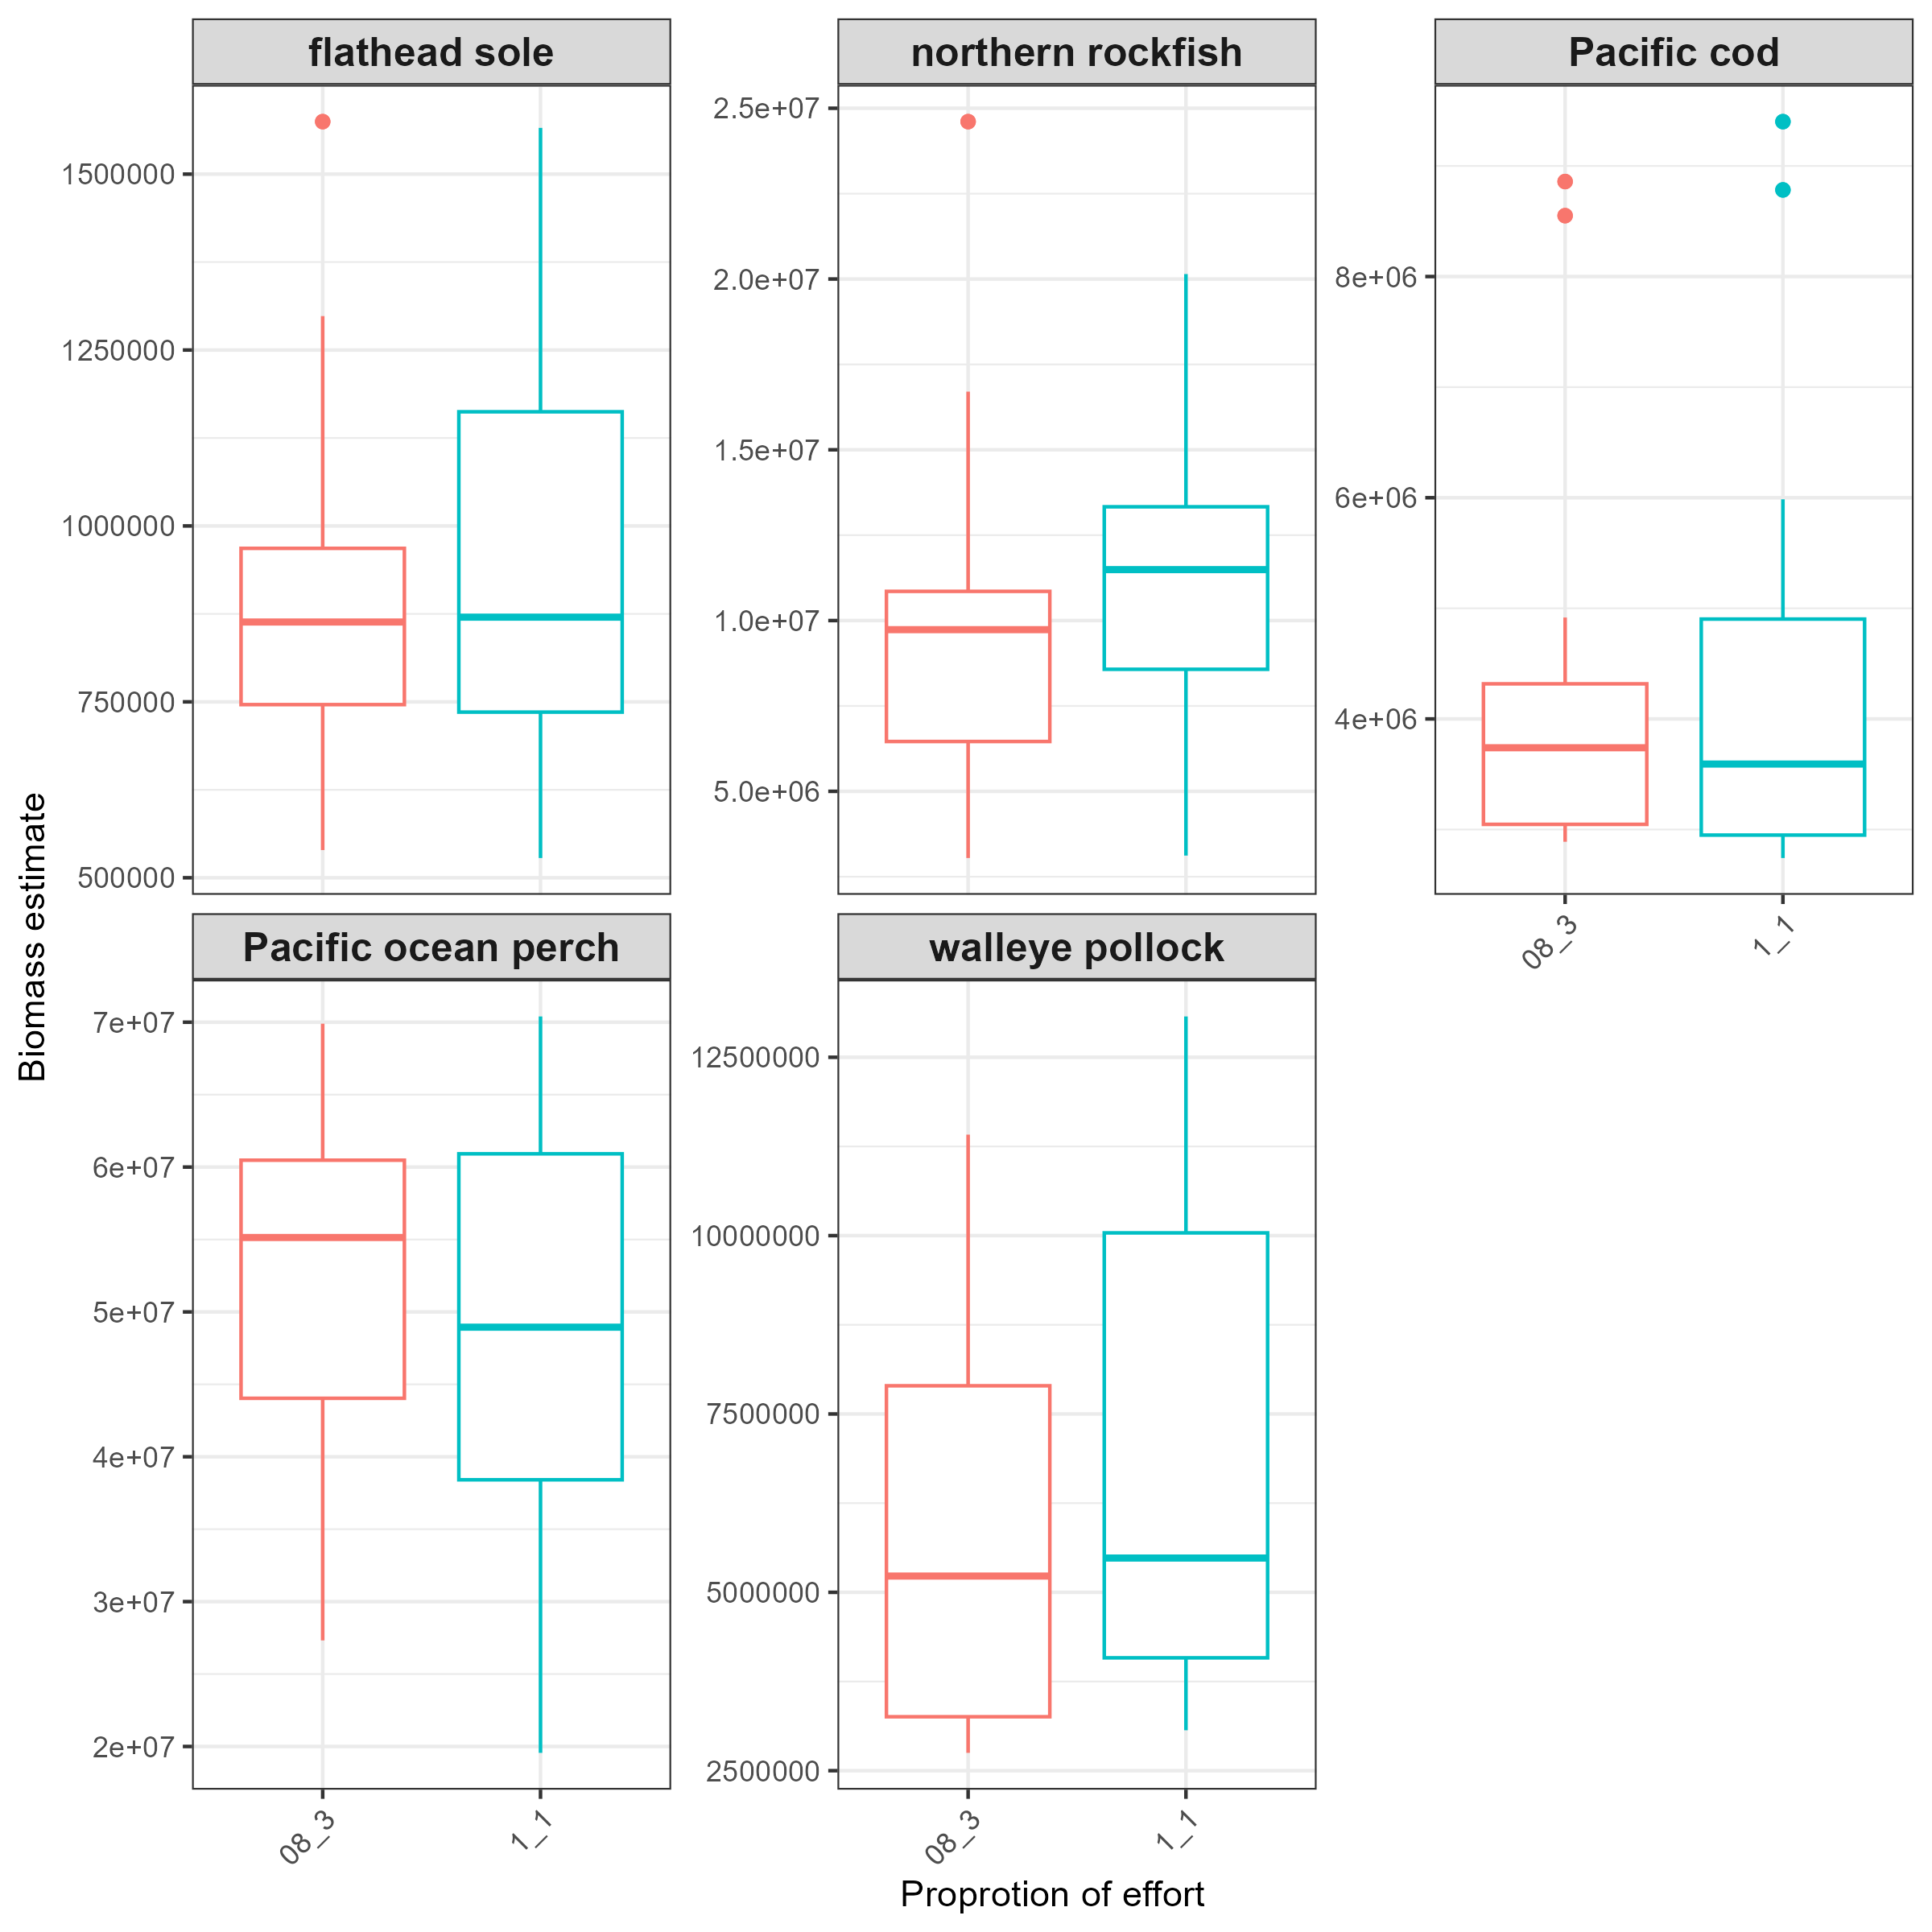 flathead sole
northern rockfish
Pacific cod
1500000
1250000
1000000
750000
500000
2.5e+07
2.0e+07
1.5e+07
1.0e+07
5.0e+06
8e+06
6e+06
4e+06
08_3
1_1
Biomass estimate
Pacific ocean perch
walleye pollock
7e+07
6e+07
5e+07
4e+07
3e+07
2e+07
12500000
10000000
7500000
5000000
2500000
08_3
1_1
08_3
1_1
Proprotion of effort